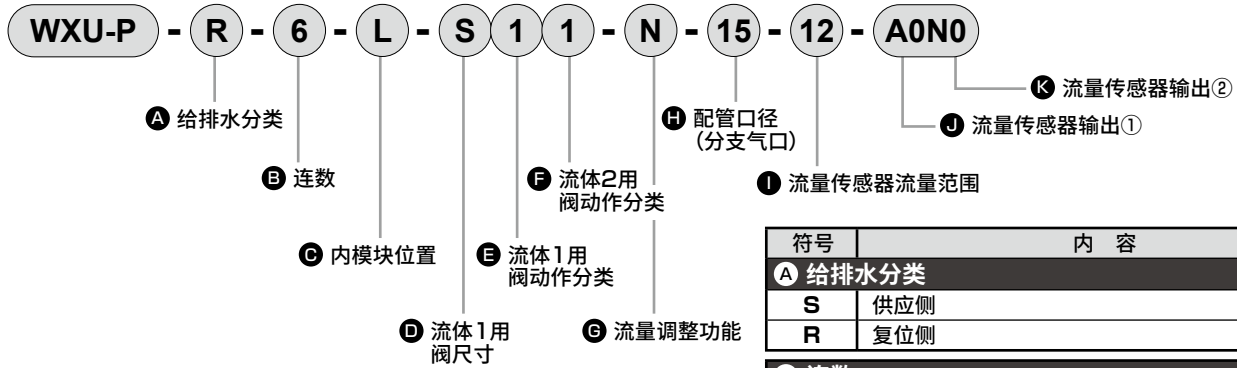 WXU-P - R - 6 - L - S 1 1 - N - 15 - 12 - A0N0
K 流量传感器输出②
A 给排水分类
H 配管口径
(分支气口)
J 流量传感器输出①
B 连数
F 流体2用
阀动作分类
I 流量传感器流量范围
C 内模块位置
E 流体1用
阀动作分类
D 流体1用
阀尺寸
G 流量调整功能
符号 内 容
A 给排水分类
S 供应侧
R 复位侧